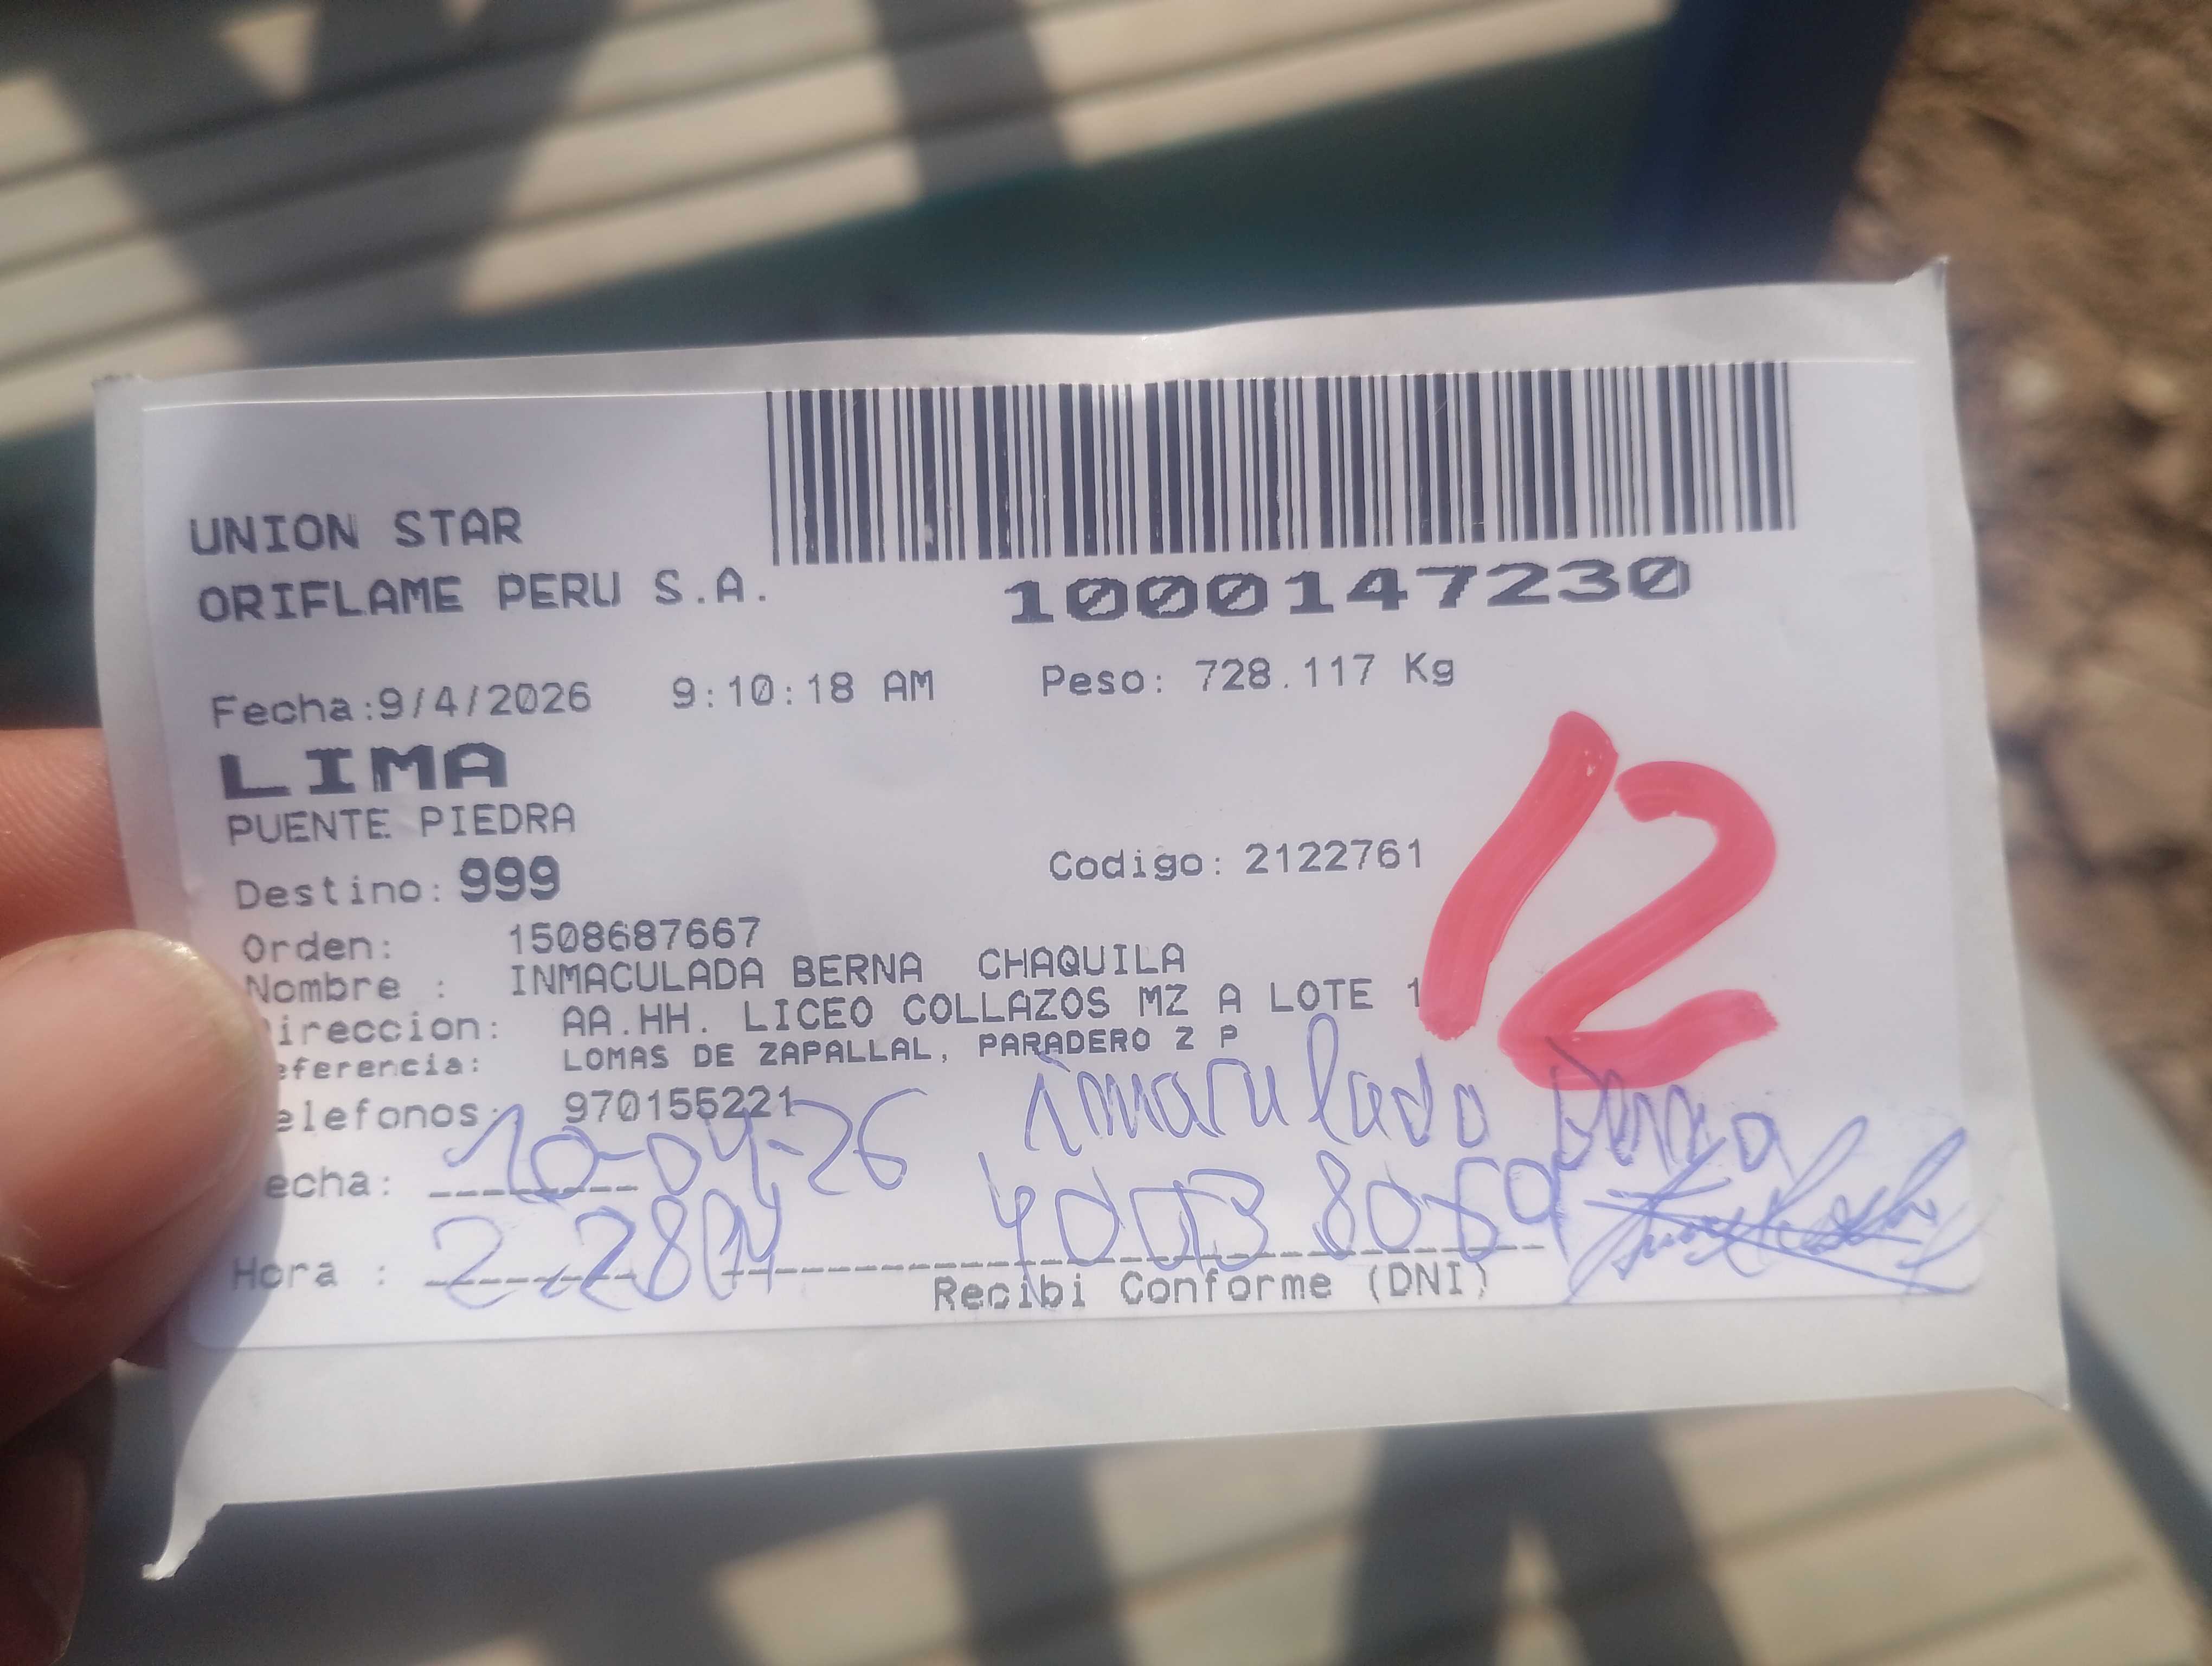 UNION STAR
ORIFLAME PERU S.A.
1000147230
Fecha:9/4/2026 9:10:18 AM Peso: 728.117 Kg
LIMA
PUENTE PIEDRA
12
Destino: 999 Codigo: 2122761
Orden: 1508687667
Nombre : INMACULADA BERNA CHAQUILA
ireccion: AA.HH. LICEO COLLAZOS MZ A LOTE 1
eferencia: LOMAS DE ZAPALLAL, PARADERO Z P
elefonos: 970155221
echa: 10-04-26
Hora : 2-28
Recibi Conforme (DNI)